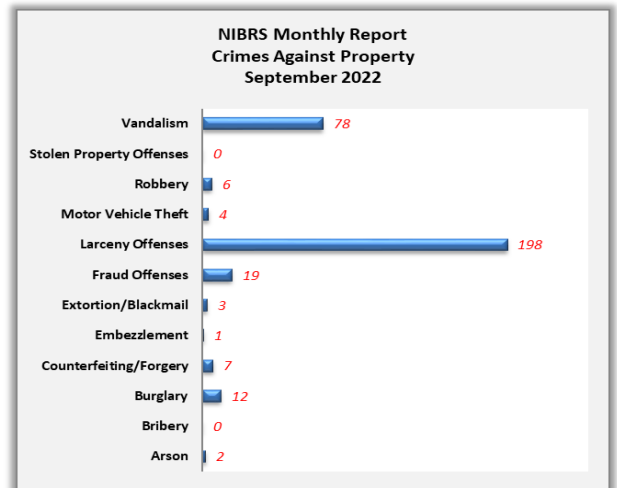 NIBRS Monthly Report
Crimes Against Property
September 2022
Vandalism 78
Stolen Property Offenses 0
Robbery 6
Motor Vehicle Theft 4
Larceny Offenses 198
Fraud Offenses 19
Extortion/Blackmail 3
Embezzlement 1
Counterfeiting/Forgery 7
Burglary 12
Bribery 0
Arson 2